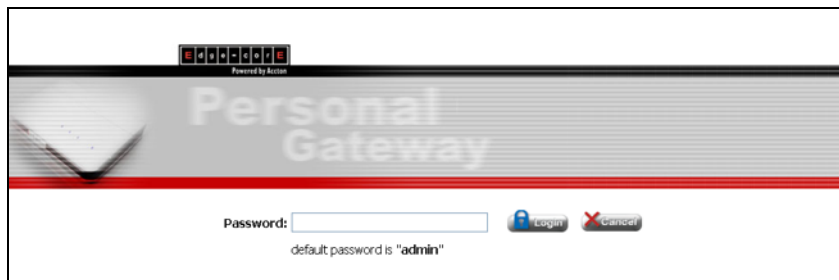 Edge-corE
Powered by Accton
Personal
Gateway
Password: Login Cancel
default password is "admin"